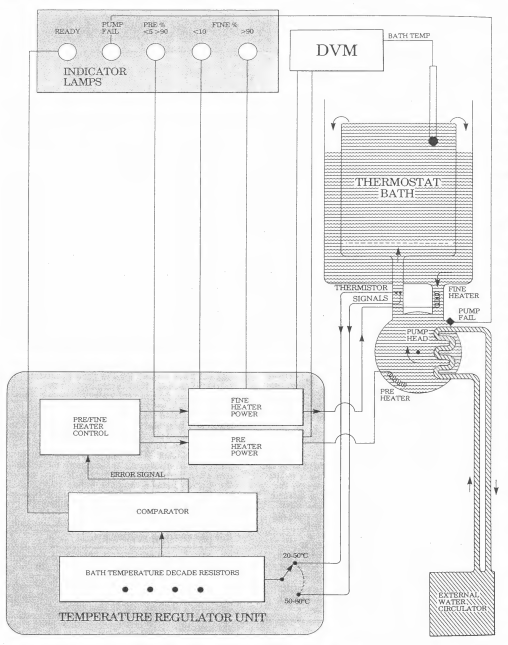 READY
PUMP
FAIL
PRE %
<5 >90
FINE %
<10
>90
INDICATOR
LAMPS
DVM
BATH TEMP
THERMOSTAT
BATH
THERMISTOR
SIGNALS
FINE
HEATER
PUMP
FAIL
PUMP
HEAD
PRE
HEATER
PRE/FINE
HEATER
CONTROL
FINE
HEATER
POWER
PRE
HEATER
POWER
ERROR SIGNAL
COMPARATOR
BATH TEMPERATURE DECADE RESISTORS
20-50°C
50-80°C
TEMPERATURE REGULATOR UNIT
EXTERNAL
WATER
CIRCULATOR